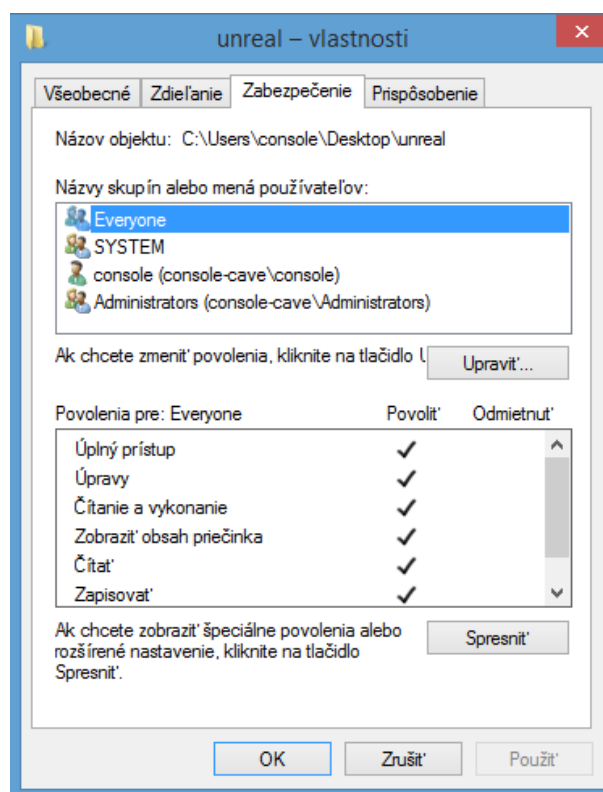 unreal – vlastnosti
Všeobecné Zdieľanie Zabezpečenie Prispôsobenie
Názov objektu: C:\Users\console\Desktop\unreal
Názvy skupín alebo mená používateľov:
Everyone
SYSTEM
console (console-cave\console)
Administrators (console-cave\Administrators)
Ak chcete zmeniť povolenia, kliknite na tlačidlo
Upraviť...
Povolenia pre: Everyone Povoliť Odmietnuť
Úplný prístup
Úpravy
Čítanie a vykonanie
Zobraziť obsah priečinka
Čítať
Zapisovať
Ak chcete zobraziť špeciálne povolenia alebo
rozšírené nastavenie, kliknite na tlačidlo
Spresniť.
Spresniť
OK Zrušiť Použiť